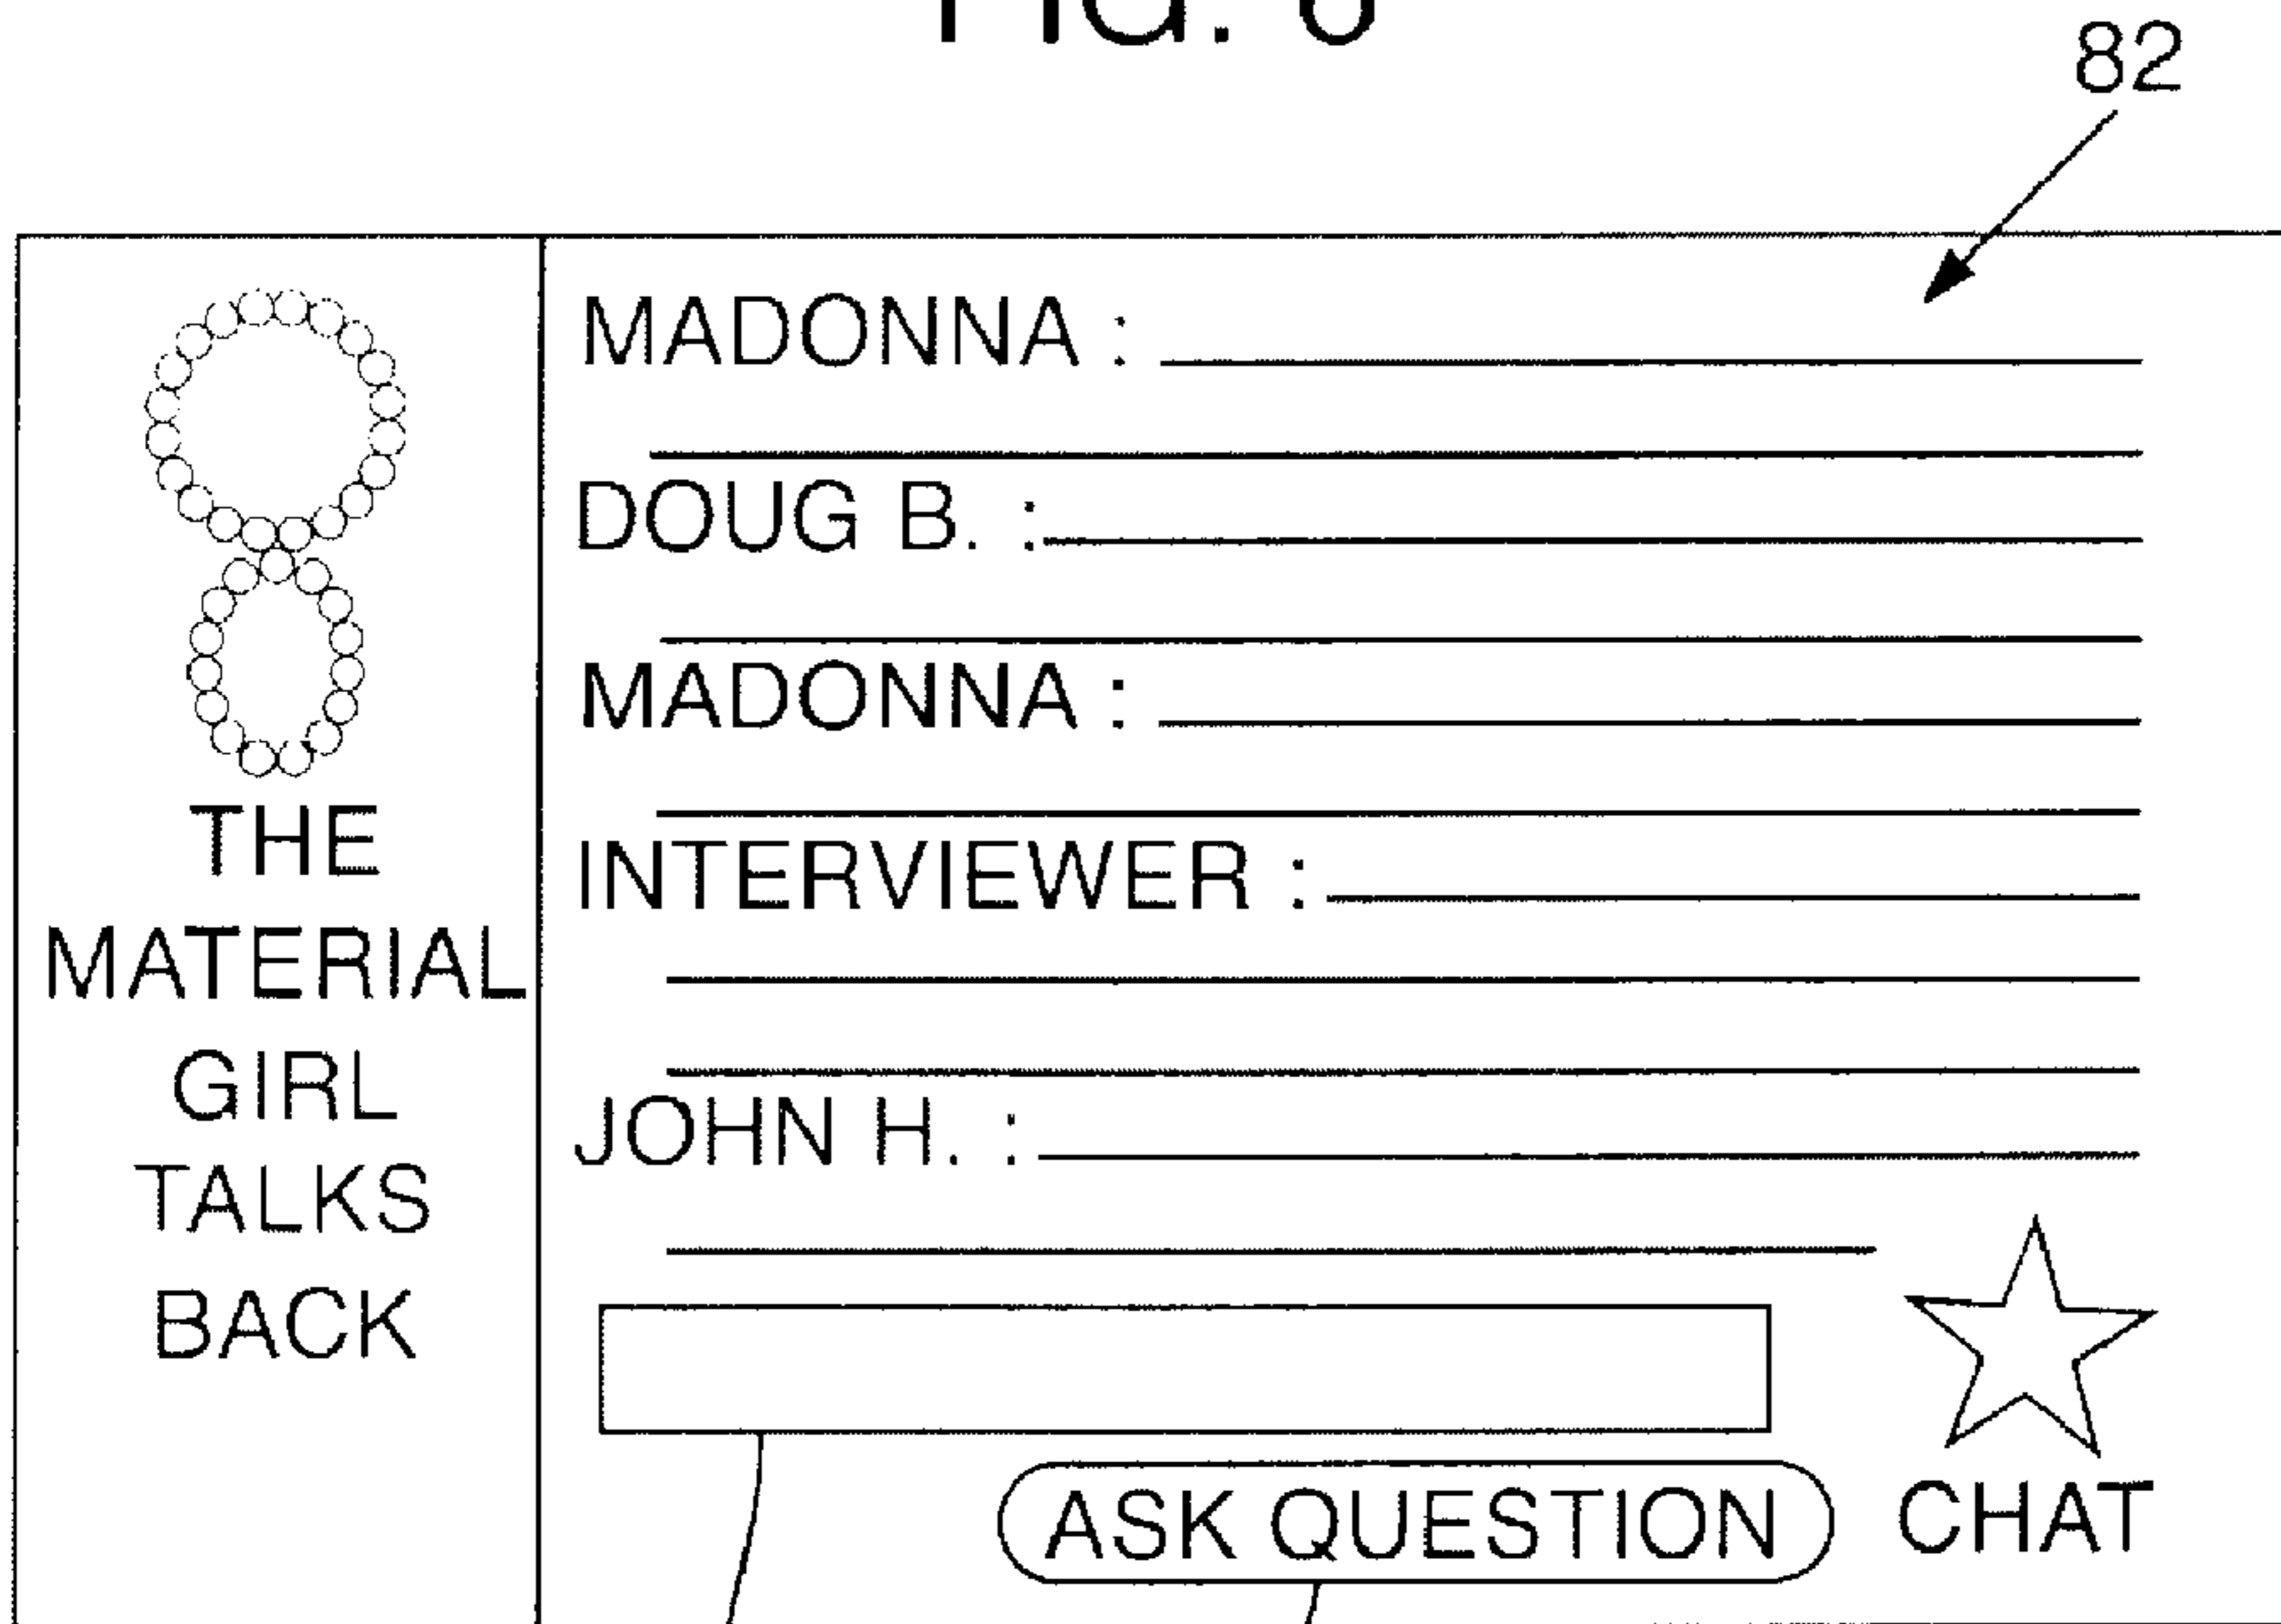 82
MADONNA :
DOUG B. :
MADONNA :
INTERVIEWER :
JOHN H. :
THE
MATERIAL
GIRL
TALKS
BACK
ASK QUESTION
CHAT